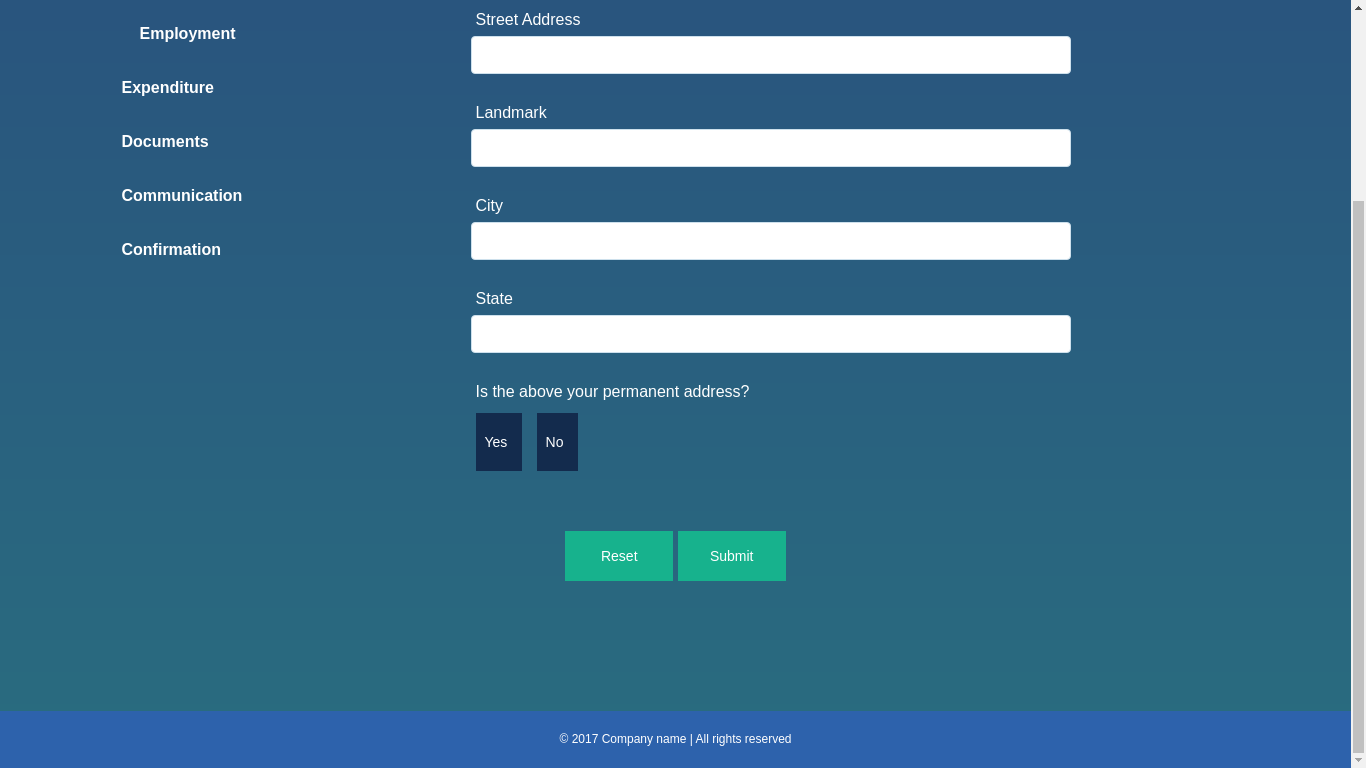 Employment
Expenditure
Documents
Communication
Confirmation
Street Address
Landmark
City
State
Is the above your permanent address?
Yes No
Reset Submit
© 2017 Company name | All rights reserved